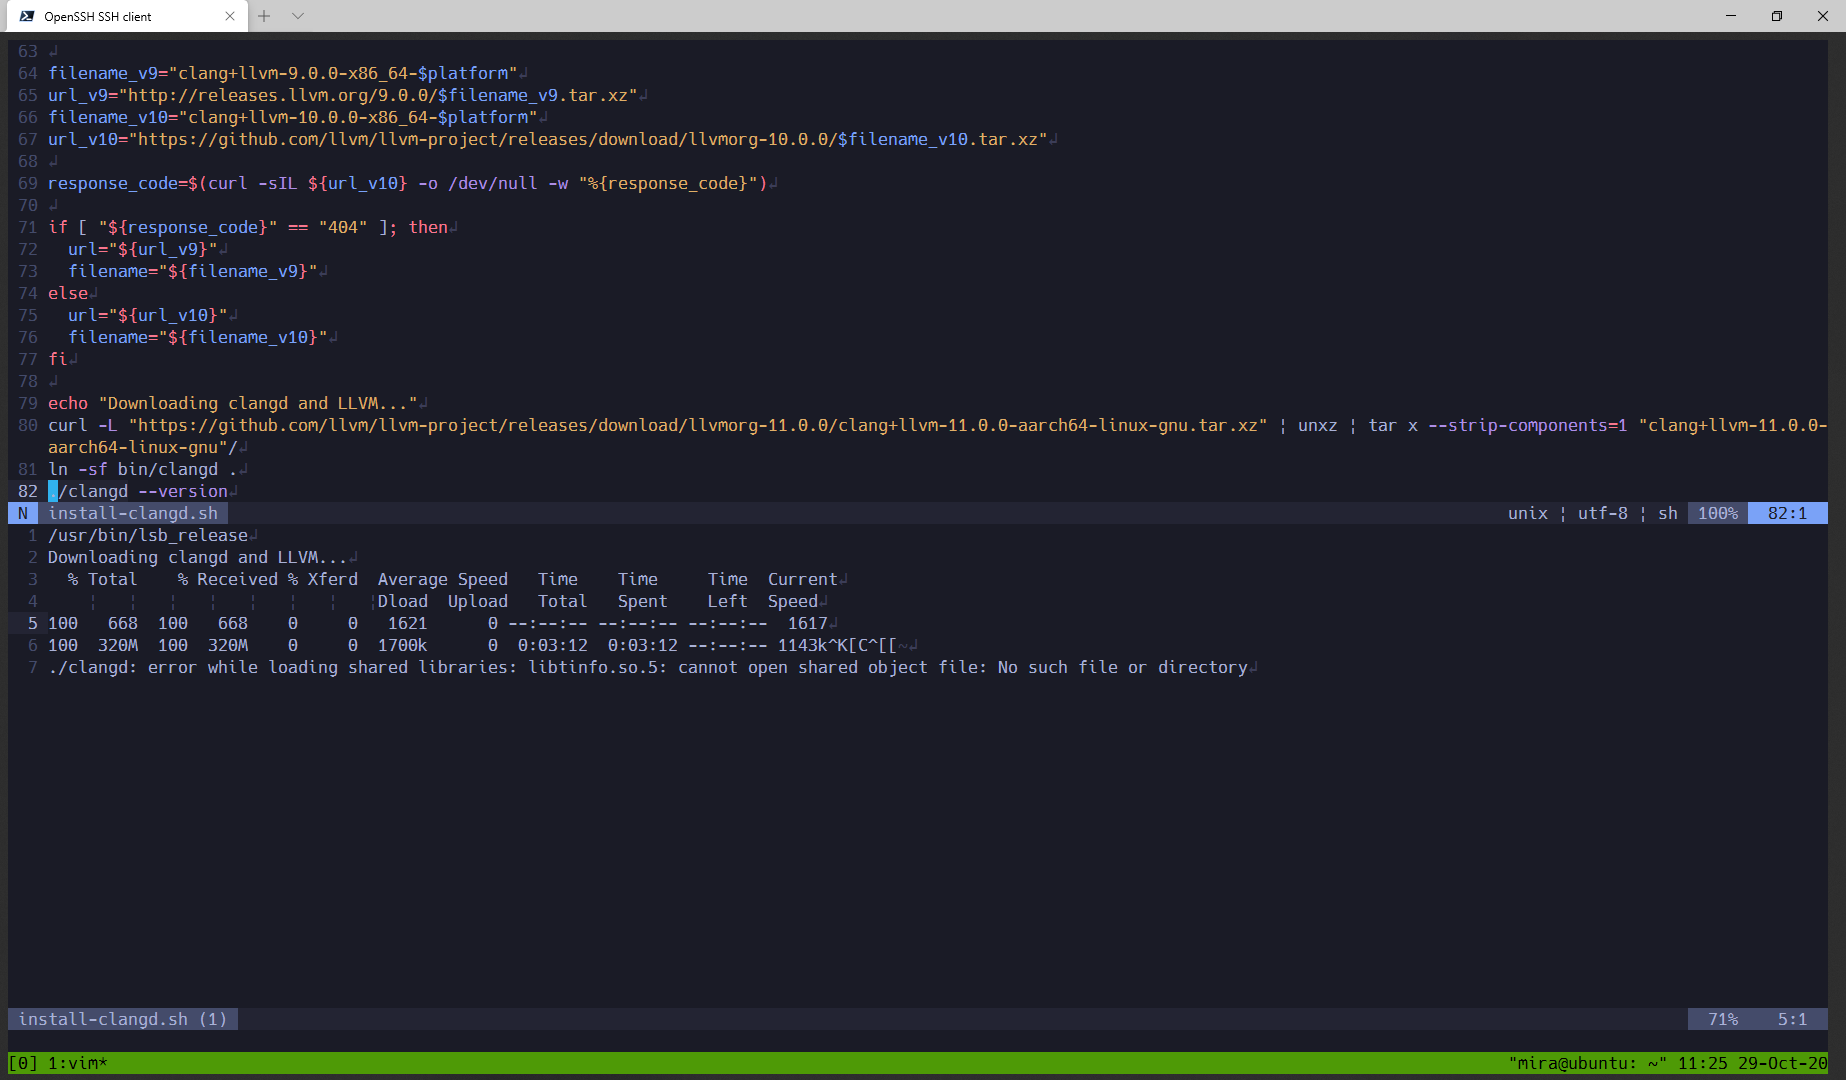 OpenSSH SSH client
63
64 filename_v9="clang+llvm-9.0.0-x86_64-$platform"
65 url_v9="http://releases.llvm.org/9.0.0/$filename_v9.tar.xz"
66 filename_v10="clang+llvm-10.0.0-x86_64-$platform"
67 url_v10="https://github.com/llvm/llvm-project/releases/download/llvmorg-10.0.0/$filename_v10.tar.xz"
68
69 response_code=$(curl -sIL ${url_v10} -o /dev/null -w "%{response_code}")
70
71 if [ "${response_code}" == "404" ]; then
72   url="${url_v9}"
73   filename="${filename_v9}"
74 else
75   url="${url_v10}"
76   filename="${filename_v10}"
77 fi
78
79 echo "Downloading clangd and LLVM..."
80 curl -L "https://github.com/llvm/llvm-project/releases/download/llvmorg-11.0.0/clang+llvm-11.0.0-aarch64-linux-gnu.tar.xz" | unxz | tar x --strip-components=1 "clang+llvm-11.0.0-
aarch64-linux-gnu"/
81 ln -sf bin/clangd .
82 ./clangd --version
N install-clangd.sh unix ¦ utf-8 ¦ sh 100% 82:1
1 /usr/bin/lsb_release
2 Downloading clangd and LLVM...
3   % Total    % Received % Xferd  Average Speed   Time    Time     Time  Current
4 ¦ ¦ ¦ ¦ ¦ ¦ ¦ ¦Dload  Upload   Total   Spent    Left  Speed
5 100   668  100   668    0     0   1621      0 --:--:-- --:--:-- --:--:--  1617
6 100  320M  100  320M    0     0  1700k      0  0:03:12  0:03:12 --:--:-- 1143k^K[C^[[~
7 ./clangd: error while loading shared libraries: libtinfo.so.5: cannot open shared object file: No such file or directory
install-clangd.sh (1) 71% 5:1
[0] 1:vim* "mira@ubuntu: ~" 11:25 29-Oct-20